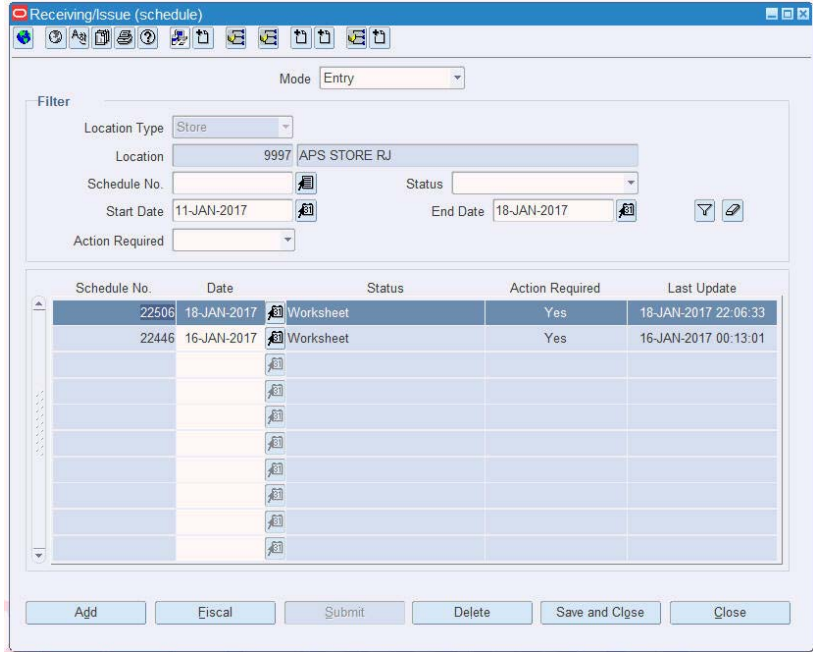 Receiving/Issue (schedule)
Mode Entry
Filter
Location Type Store
Location 9997 APS STORE RJ
Schedule No. Status
Start Date 11-JAN-2017 End Date 18-JAN-2017
Action Required
Schedule No. Date Status Action Required Last Update
22506 18-JAN-2017 Worksheet Yes 18-JAN-2017 22:06:33
22446 16-JAN-2017 Worksheet Yes 16-JAN-2017 00:13:01
Add Fiscal Submit Delete Save and Close Close